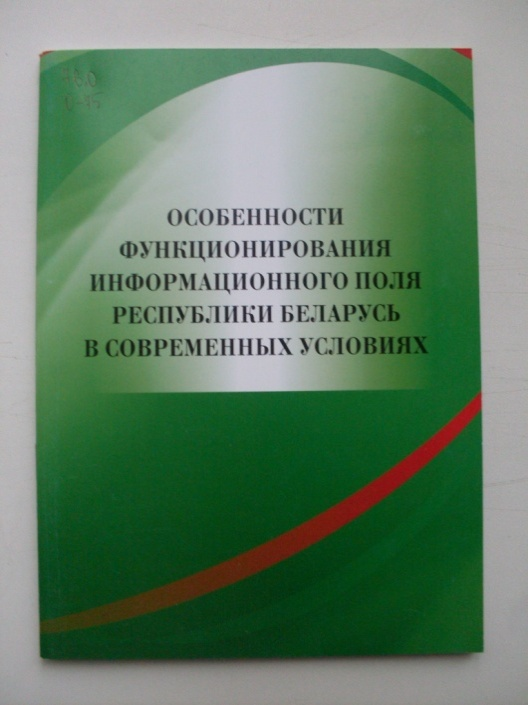 ОСОБЕННОСТИ
ФУНКЦИОНИРОВАНИЯ
ИНФОРМАЦИОННОГО ПОЛЯ
РЕСПУБЛИКИ БЕЛАРУСЬ
В СОВРЕМЕННЫХ УСЛОВИЯХ